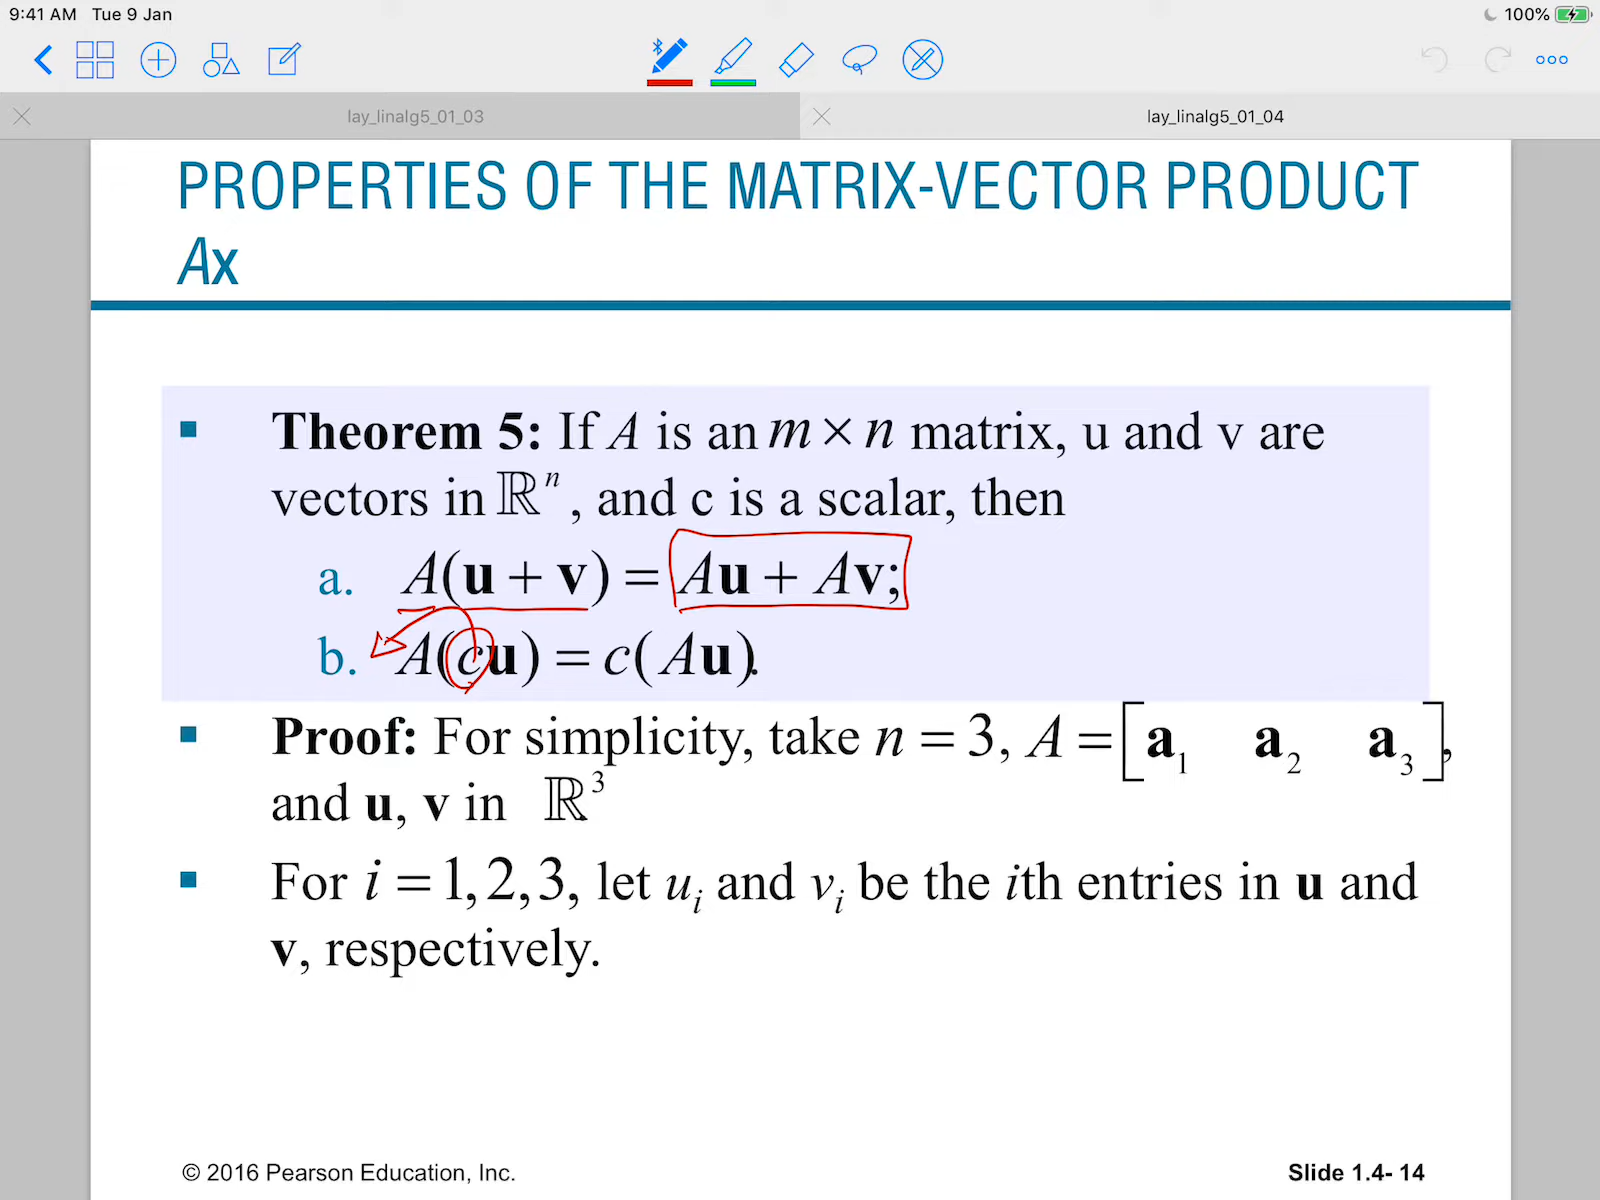 9:41 AM Tue 9 Jan 100%
lay_linalg5_01_03 lay_linalg5_01_04
PROPERTIES OF THE MATRIX-VECTOR PRODUCT
Ax
Theorem 5: If A is an m × n matrix, u and v are
vectors in ℝⁿ, and c is a scalar, then
a. A(u + v) = Au + Av;
b. A(cu) = c(Au).
Proof: For simplicity, take n = 3, A = [a₁ a₂ a₃],
and u, v in ℝ³
For i = 1, 2, 3, let uᵢ and vᵢ be the ith entries in u and
v, respectively.
© 2016 Pearson Education, Inc. Slide 1.4- 14